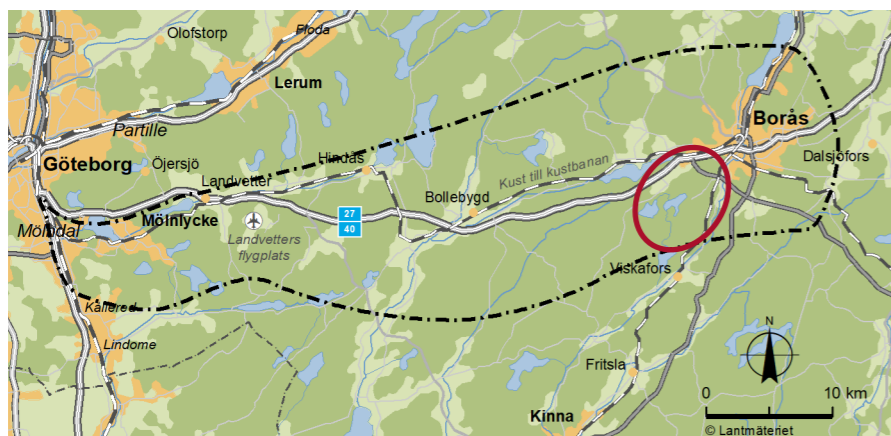 Olofstorp
Floda
Lerum
Partille
Borås
Göteborg
Öjersjö
Hindås
Dalsjöfors
Landvetter
Kust till kustbanan
Bollebygd
Mölnlycke
27
40
Mölndal
Landvetters
flygplats
Viskafors
Kållered
Lindome
N
Fritsla
0 10 km
Kinna
© Lantmäteriet